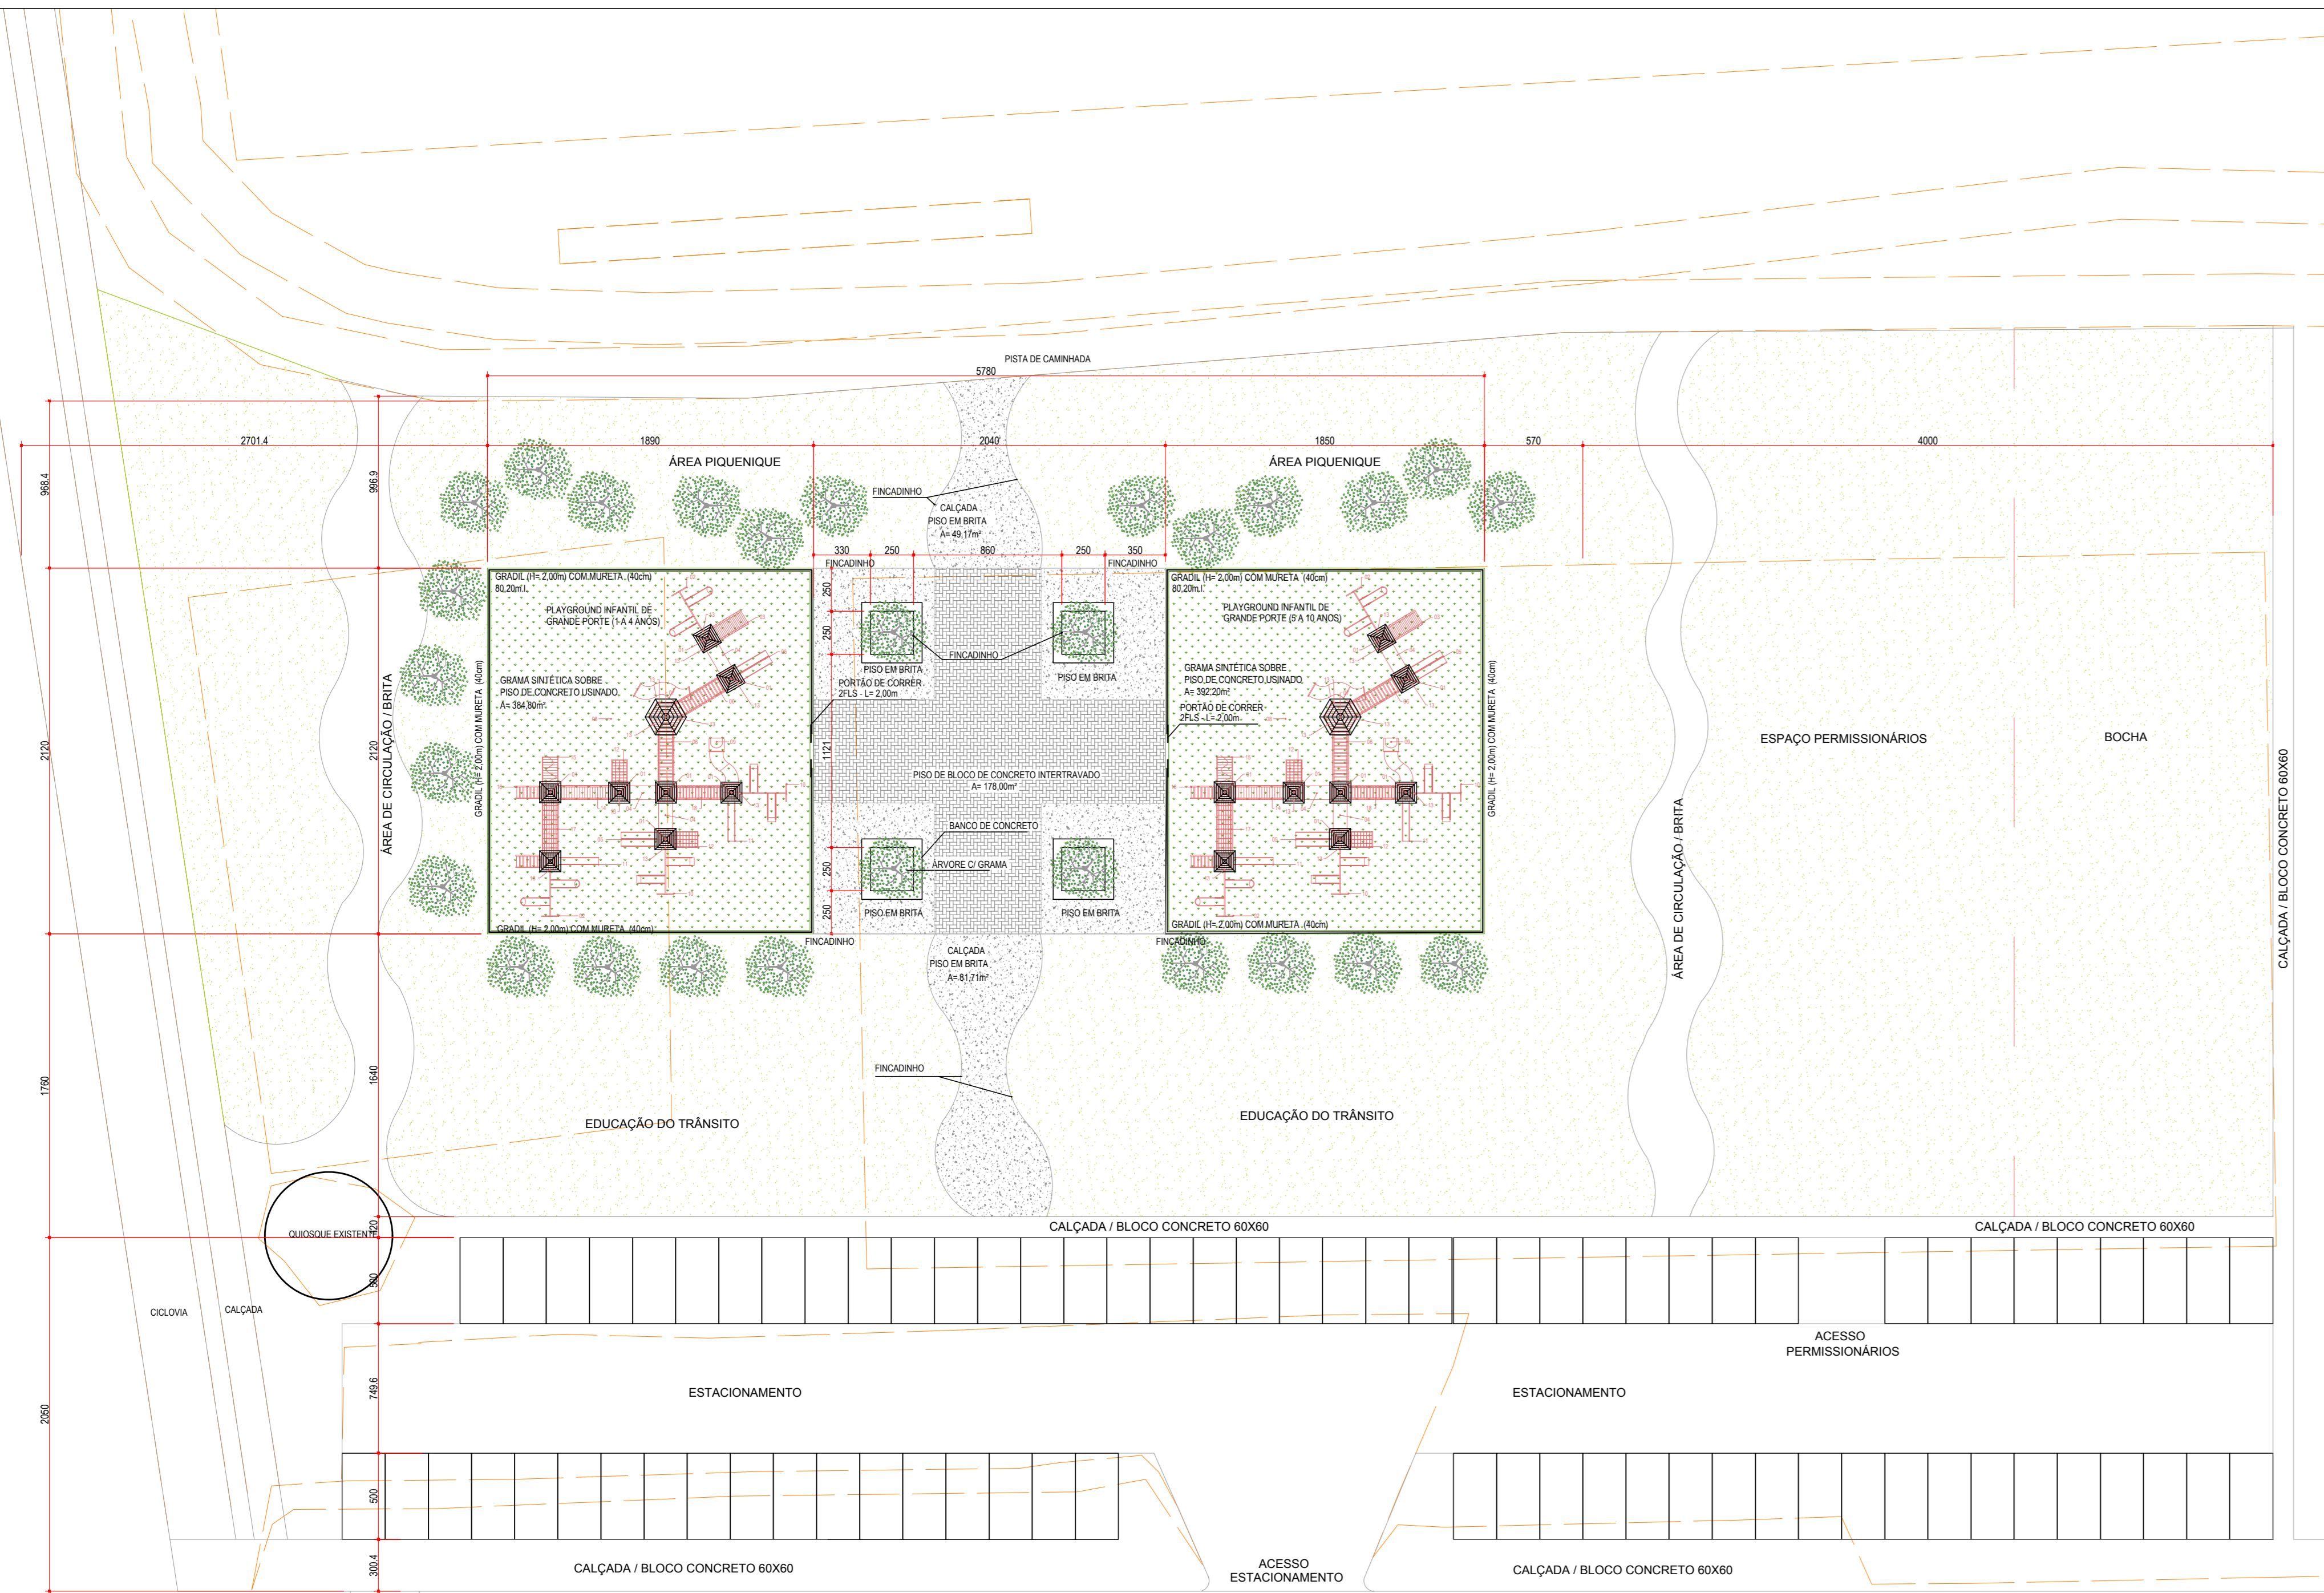 PISTA DE CAMINHADA
5780
2701.4
1890
2040
1850
570
4000
968.4
996.9
ÁREA PIQUENIQUE
ÁREA PIQUENIQUE
FINCADINHO
CALÇADA
PISO EM BRITA
A= 49,17m²
330
250
860
250
350
FINCADINHO
FINCADINHO
GRADIL (H= 2,00m) COM MURETA (40cm)
80,20m.l.
GRADIL (H= 2,00m) COM MURETA (40cm)
80,20m.l.
PLAYGROUND INFANTIL DE
GRANDE PORTE (1 A 4 ANOS)
PLAYGROUND INFANTIL DE
GRANDE PORTE (5 A 10 ANOS)
250
250
FINCADINHO
PISO EM BRITA
PISO EM BRITA
PORTÃO DE CORRER
2FLS - L= 2,00m
GRAMA SINTÉTICA SOBRE
PISO DE CONCRETO USINADO
A= 384,80m²
GRAMA SINTÉTICA SOBRE
PISO DE CONCRETO USINADO
A= 392,20m²
PORTÃO DE CORRER
2FLS - L= 2,00m
GRADIL (H= 2,00m) COM MURETA (40cm)
GRADIL (H= 2,00m) COM MURETA (40cm)
ÁREA DE CIRCULAÇÃO / BRITA
2120
2120
1121
ESPAÇO PERMISSIONÁRIOS
BOCHA
PISO DE BLOCO DE CONCRETO INTERTRAVADO
A= 178,00m²
BANCO DE CONCRETO
ÁRVORE C/ GRAMA
250
250
PISO EM BRITA
PISO EM BRITA
ÁREA DE CIRCULAÇÃO / BRITA
CALÇADA / BLOCO CONCRETO 60X60
GRADIL (H= 2,00m) COM MURETA (40cm)
GRADIL (H= 2,00m) COM MURETA (40cm)
FINCADINHO
FINCADINHO
CALÇADA
PISO EM BRITA
A= 81,71m²
1760
1640
FINCADINHO
EDUCAÇÃO DO TRÂNSITO
EDUCAÇÃO DO TRÂNSITO
QUIOSQUE EXISTENTE
120
CALÇADA / BLOCO CONCRETO 60X60
CALÇADA / BLOCO CONCRETO 60X60
CICLOVIA
CALÇADA
ACESSO
PERMISSIONÁRIOS
749.6
2050
ESTACIONAMENTO
ESTACIONAMENTO
500
300.4
CALÇADA / BLOCO CONCRETO 60X60
ACESSO
ESTACIONAMENTO
CALÇADA / BLOCO CONCRETO 60X60